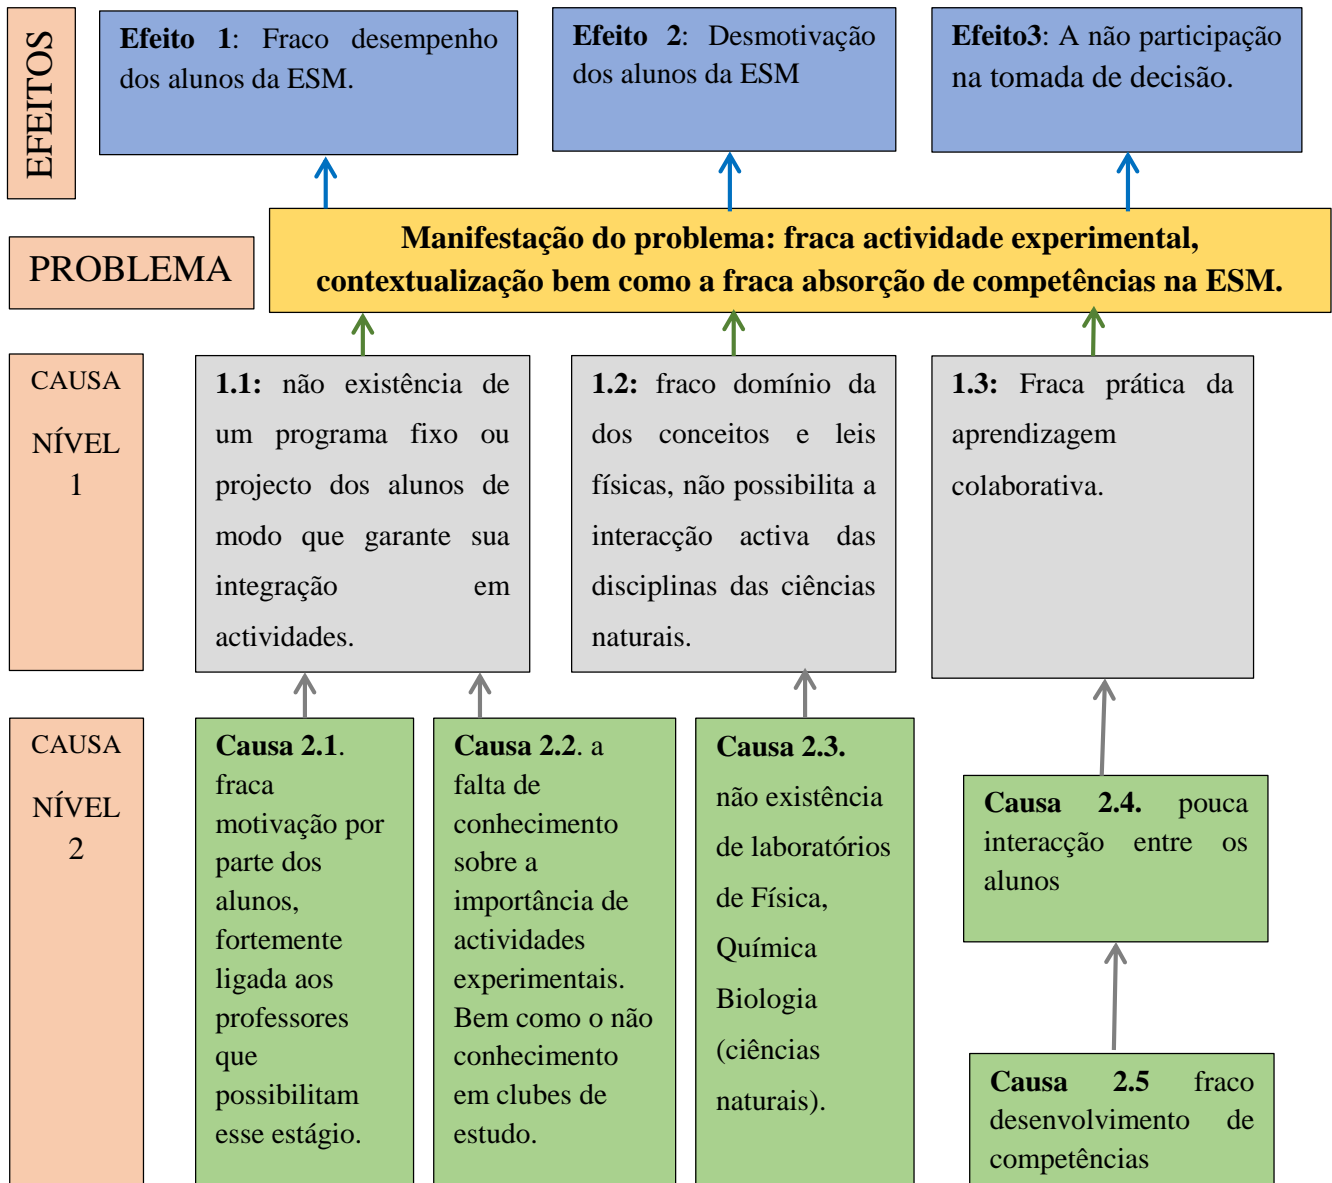 EFEITOS
Efeito 1: Fraco desempenho
dos alunos da ESM.
Efeito 2: Desmotivação
dos alunos da ESM
Efeito3: A não participação
na tomada de decisão.
PROBLEMA
Manifestação do problema: fraca actividade experimental,
contextualização bem como a fraca absorção de competências na ESM.
CAUSA
NÍVEL
1
1.1: não existência de
um programa fixo ou
projecto dos alunos de
modo que garante sua
integração em
actividades.
1.2: fraco domínio da
dos conceitos e leis
físicas, não possibilita a
interacção activa das
disciplinas das ciências
naturais.
1.3: Fraca prática da
aprendizagem
colaborativa.
CAUSA
NÍVEL
2
Causa 2.1.
fraca
motivação por
parte dos
alunos,
fortemente
ligada aos
professores
que
possibilitam
esse estágio.
Causa 2.2. a
falta de
conhecimento
sobre a
importância de
actividades
experimentais.
Bem como o não
conhecimento
em clubes de
estudo.
Causa 2.3.
não existência
de laboratórios
de Física,
Química
Biologia
(ciências
naturais).
Causa 2.4. pouca
interacção entre os
alunos
Causa 2.5 fraco
desenvolvimento de
competências